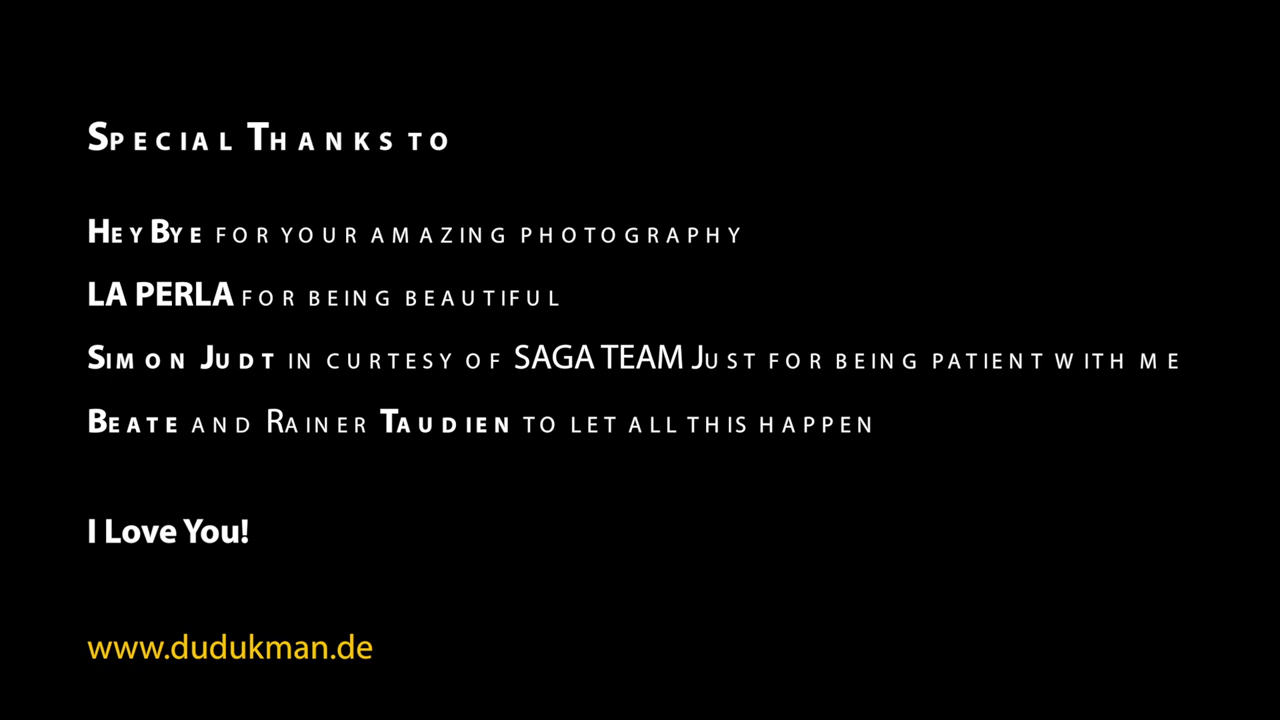 Special Thanks to
Hey Bye for your amazing photography
LA PERLA for being beautiful
Simon Judt in curtesy of SAGA TEAM Just for being patient with me
Beate and Rainer Taudien to let all this happen
I Love You!
www.dudukman.de